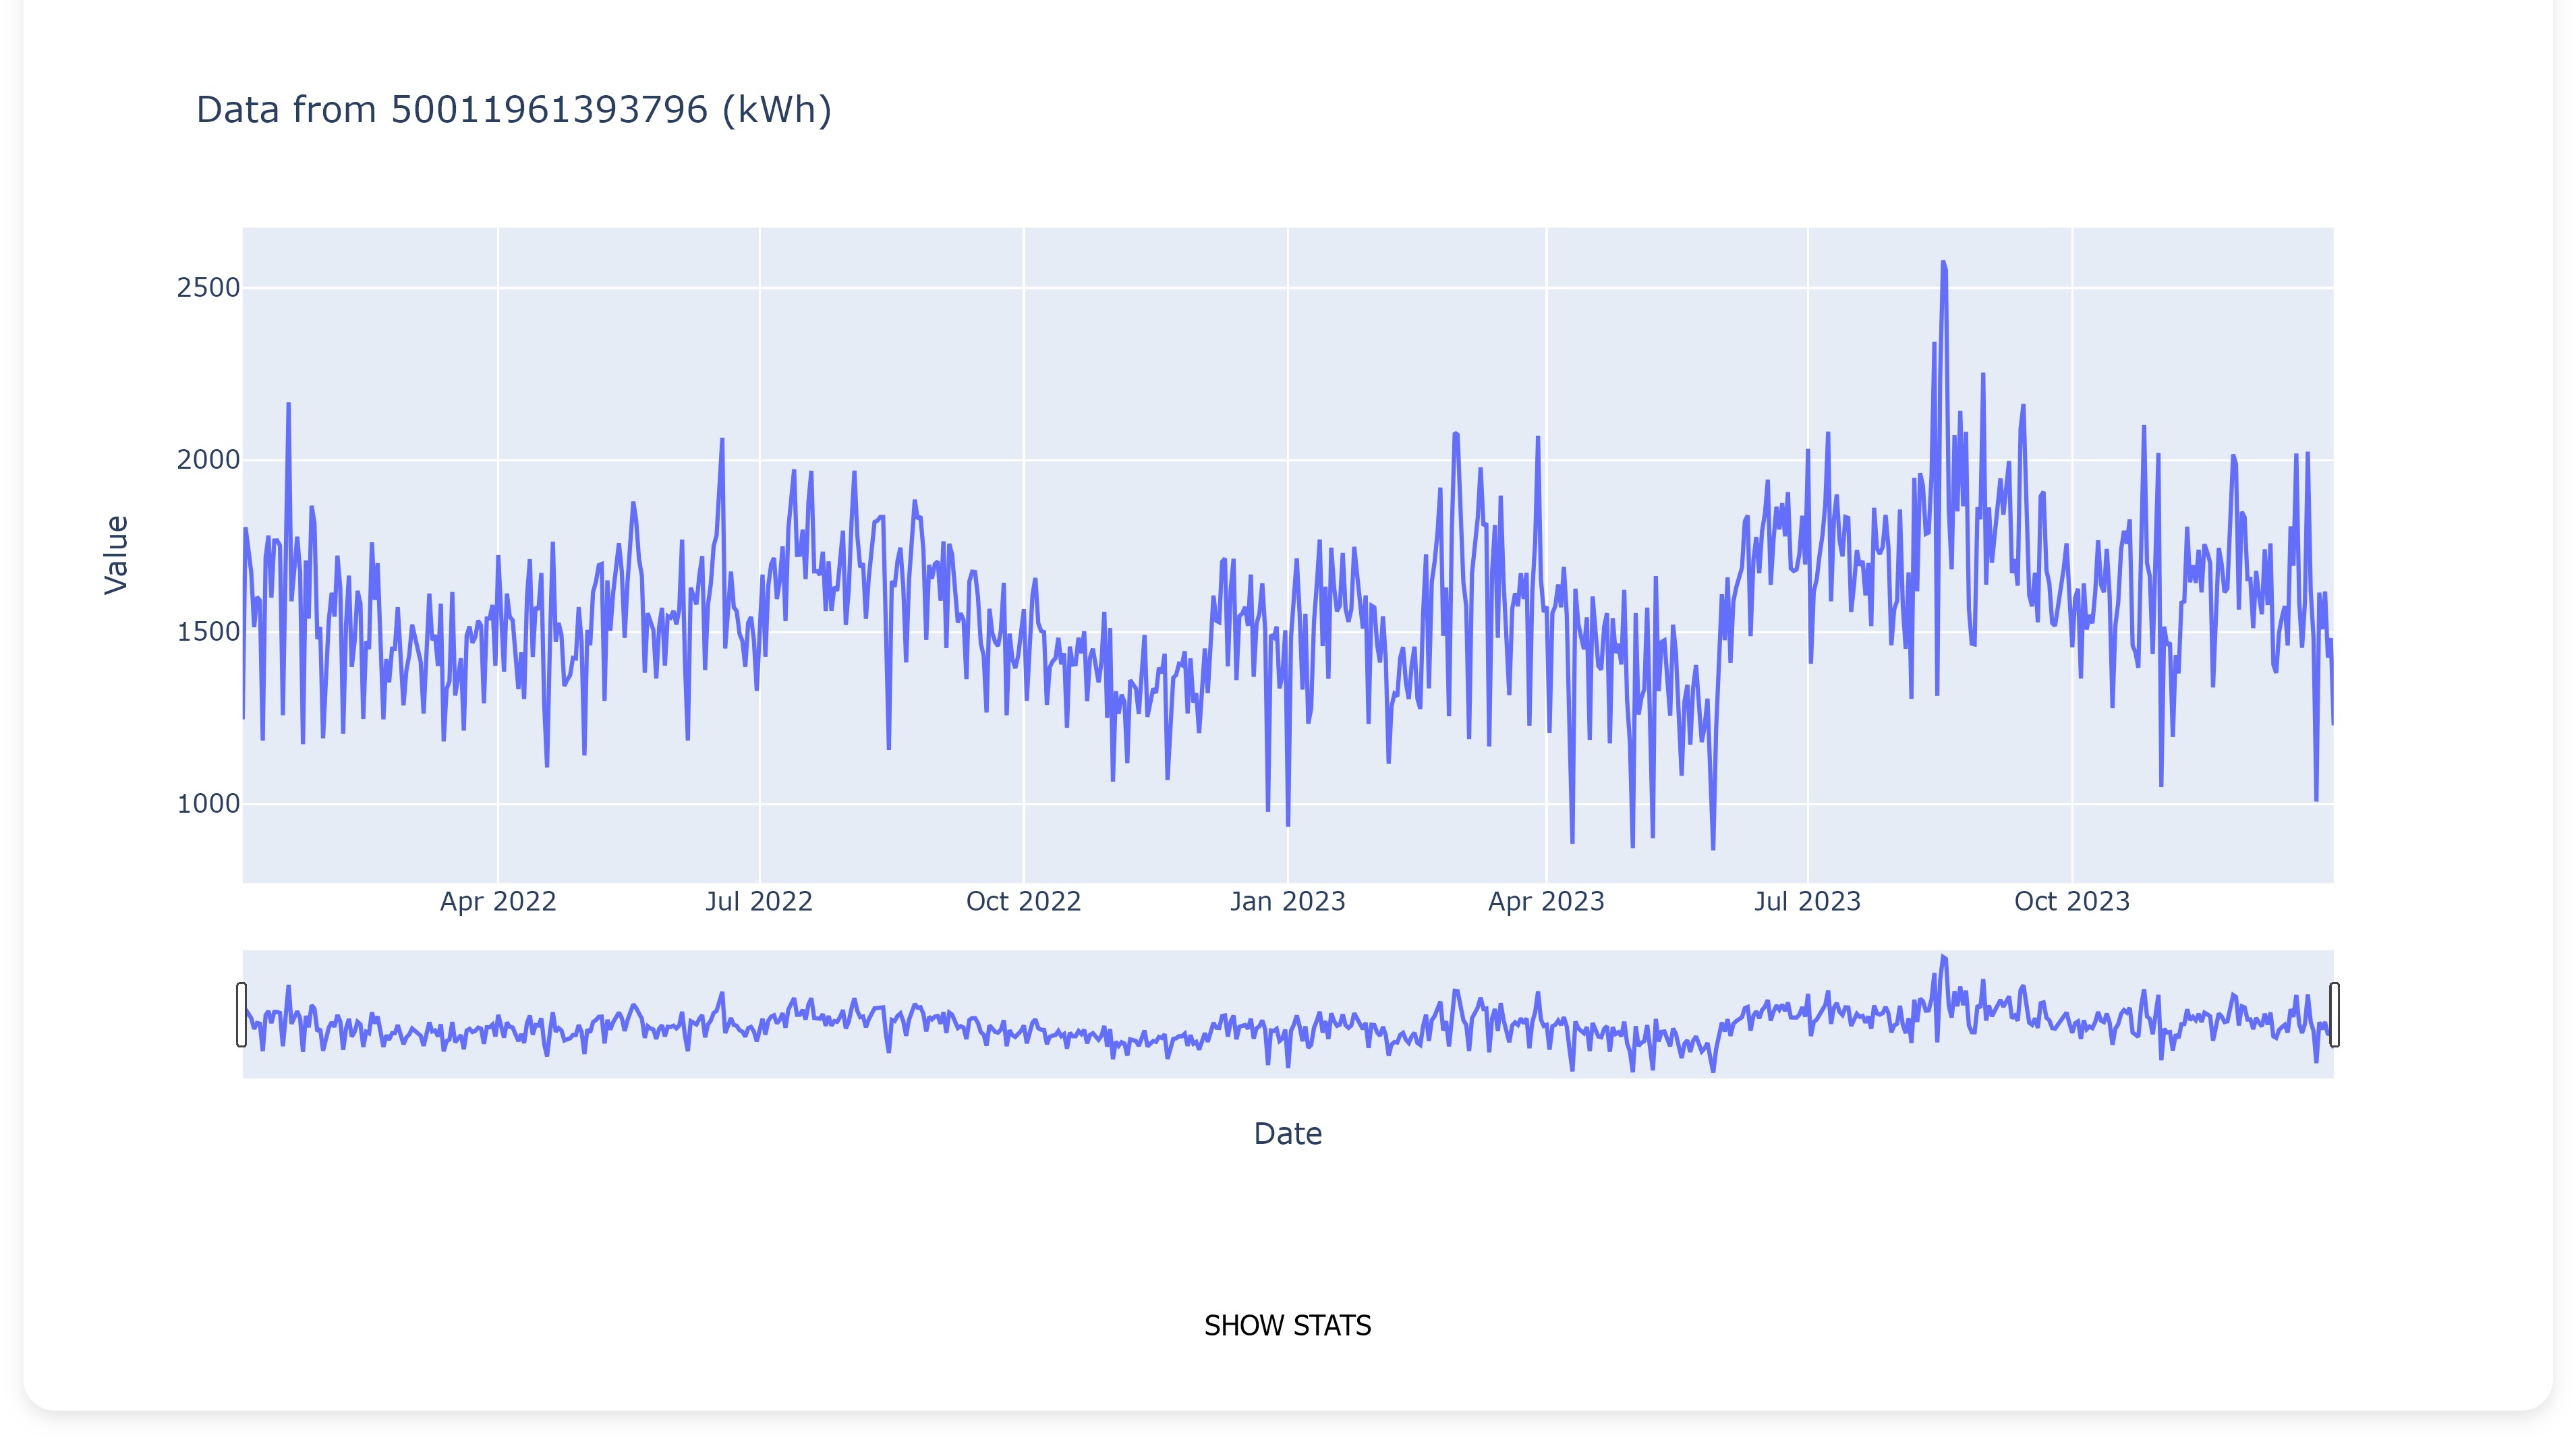 Data from 50011961393796 (kWh)
2500
2000
1500
1000
Value
Apr 2022
Jul 2022
Oct 2022
Jan 2023
Apr 2023
Jul 2023
Oct 2023
Date
SHOW STATS